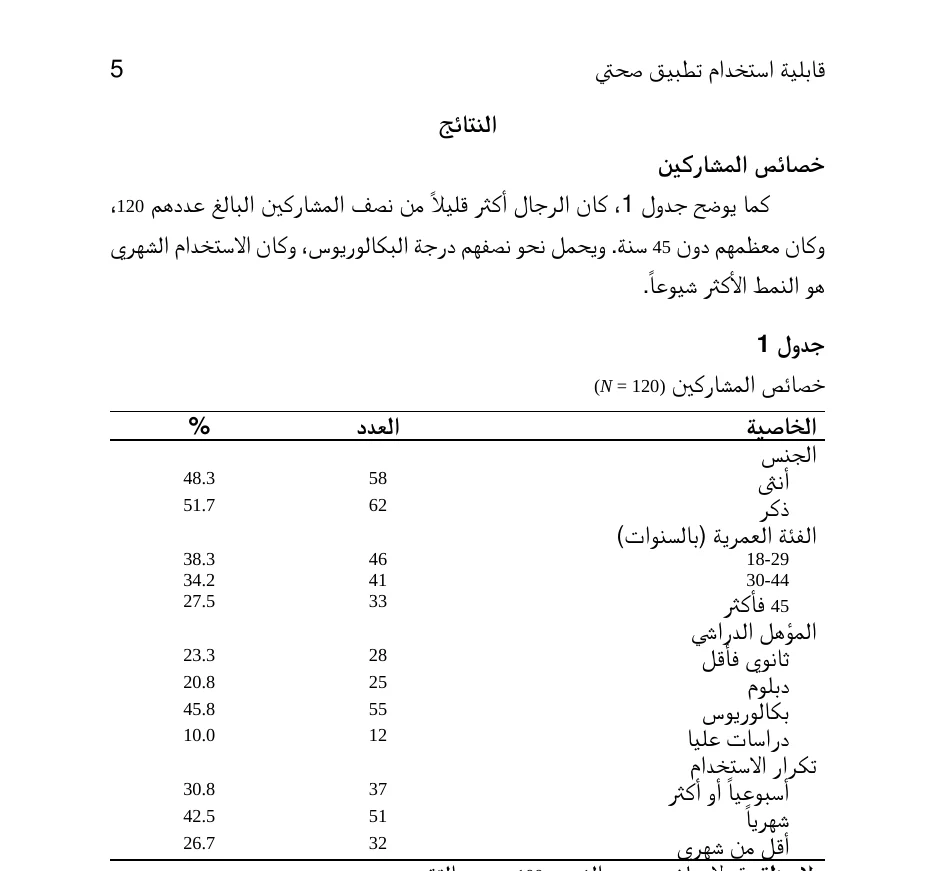 قابلية استخدام تطبيق صحتي 5
النتائج
خصائص المشاركين
كما يوضح جدول 1، كان الرجال أكثر قليلاً من نصف المشاركين البالغ عددهم 120،
وكان معظمهم دون 45 سنة. ويحمل نحو نصفهم درجة البكالوريوس، وكان الاستخدام الشهري
هو النمط الأكثر شيوعاً.
جدول 1
خصائص المشاركين (N = 120)
الخاصية العدد %
الجنس
أنثى 58 48.3
ذكر 62 51.7
الفئة العمرية (بالسنوات)
18-29 46 38.3
30-44 41 34.2
45 فأكثر 33 27.5
المؤهل الدراسي
ثانوي فأقل 28 23.3
دبلوم 25 20.8
بكالوريوس 55 45.8
دراسات عليا 12 10.0
تكرار الاستخدام
أسبوعياً أو أكثر 37 30.8
شهرياً 51 42.5
أقل من شهري 32 26.7